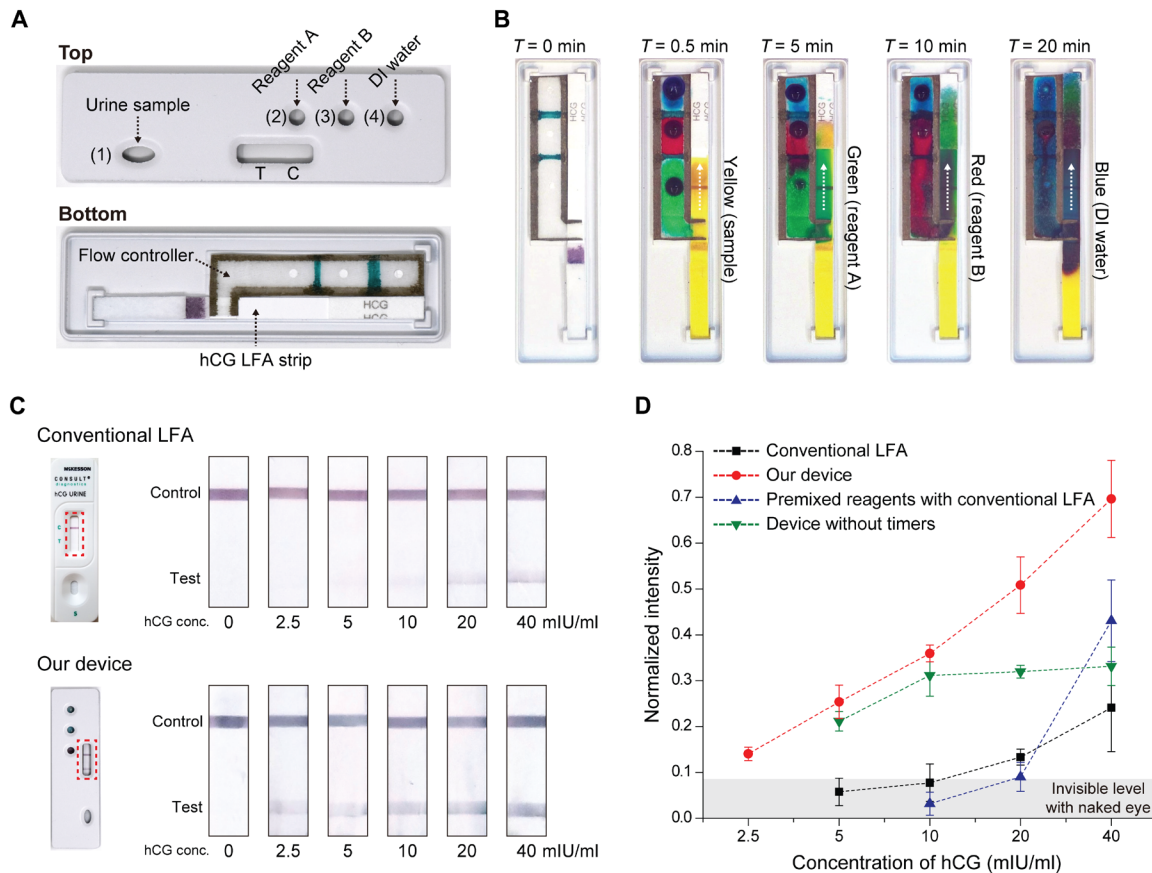 A
Top
Reagent A
Reagent B
DI water
Urine sample
(1)
(2)
(3)
(4)
T C
Bottom
Flow controller
HCG
HCG
hCG LFA strip
B
T = 0 min
T = 0.5 min
T = 5 min
T = 10 min
T = 20 min
HCG
HCG
HCG
HCG
Yellow (sample)
Green (reagent A)
Red (reagent B)
Blue (DI water)
C
Conventional LFA
McKESSON
CONSULT
diagnostics
hCG URINE
C
T
S
Control
Test
hCG conc. 0 2.5 5 10 20 40 mIU/ml
Our device
Control
Test
hCG conc. 0 2.5 5 10 20 40 mIU/ml
D
Conventional LFA
Our device
Premixed reagents with conventional LFA
Device without timers
Normalized intensity
0.8
0.7
0.6
0.5
0.4
0.3
0.2
0.1
0.0
Invisible level
with naked eye
2.5 5 10 20 40
Concentration of hCG (mIU/ml)